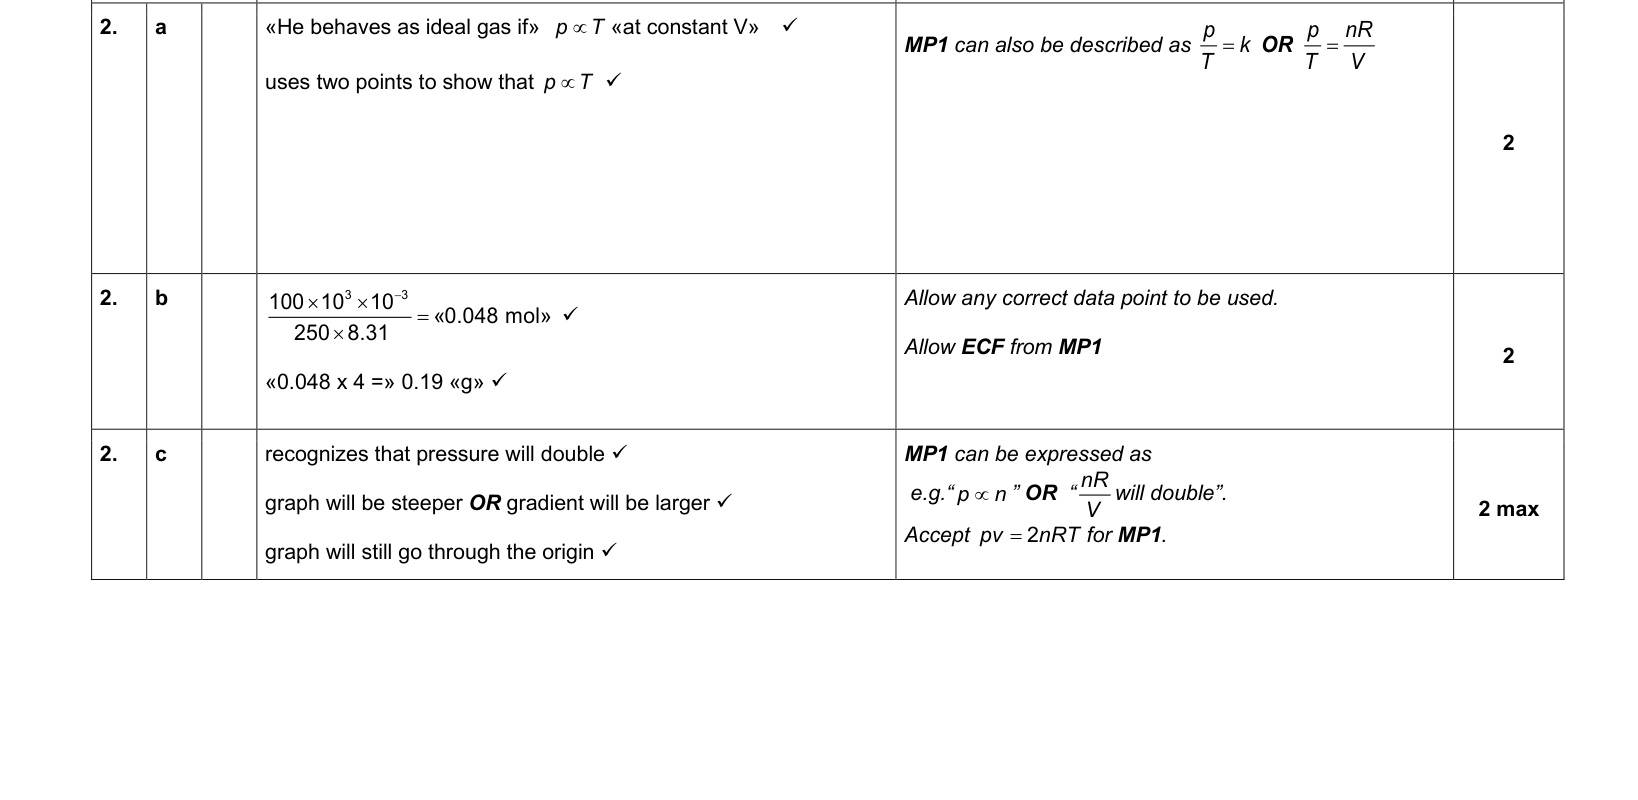 2. a «He behaves as ideal gas if» p ∝ T «at constant V» ✓
MP1 can also be described as p/T = k OR p/T = nR/V
uses two points to show that p ∝ T ✓
2
2. b 100 × 10³ × 10⁻³ / 250 × 8.31 = «0.048 mol» ✓
Allow any correct data point to be used.
Allow ECF from MP1
2
«0.048 x 4 =» 0.19 «g» ✓
2. c recognizes that pressure will double ✓
MP1 can be expressed as
e.g.“p ∝ n ” OR “nR/V will double”.
graph will be steeper OR gradient will be larger ✓
2 max
Accept pv = 2nRT for MP1.
graph will still go through the origin ✓